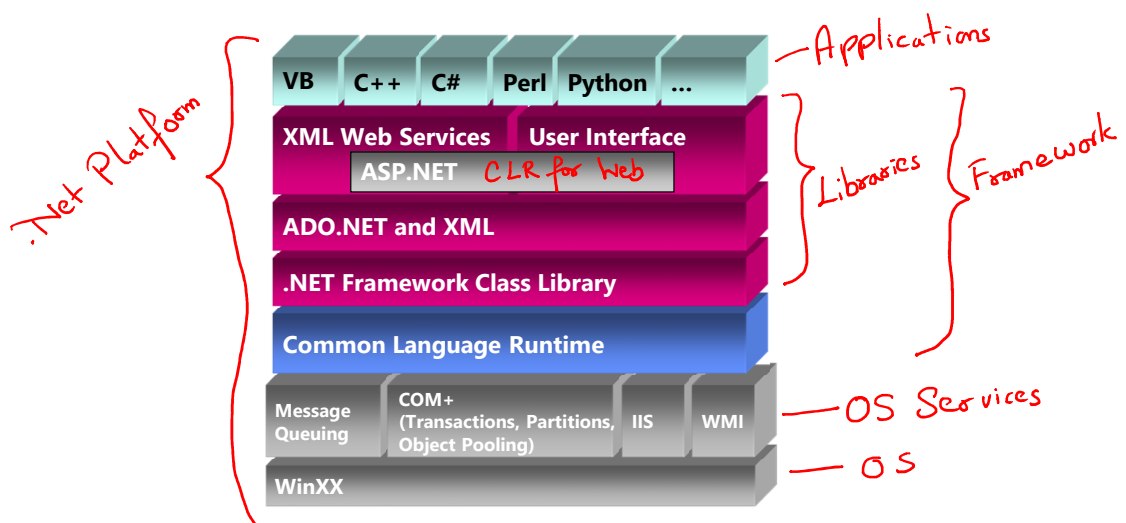 Applications
VB C++ C# Perl Python ...
.Net Platform
XML Web Services User Interface
ASP.NET CLR for Web
Libraries
Framework
ADO.NET and XML
.NET Framework Class Library
Common Language Runtime
Message
Queuing
COM+
(Transactions, Partitions,
Object Pooling)
IIS
WMI
OS Services
WinXX
OS